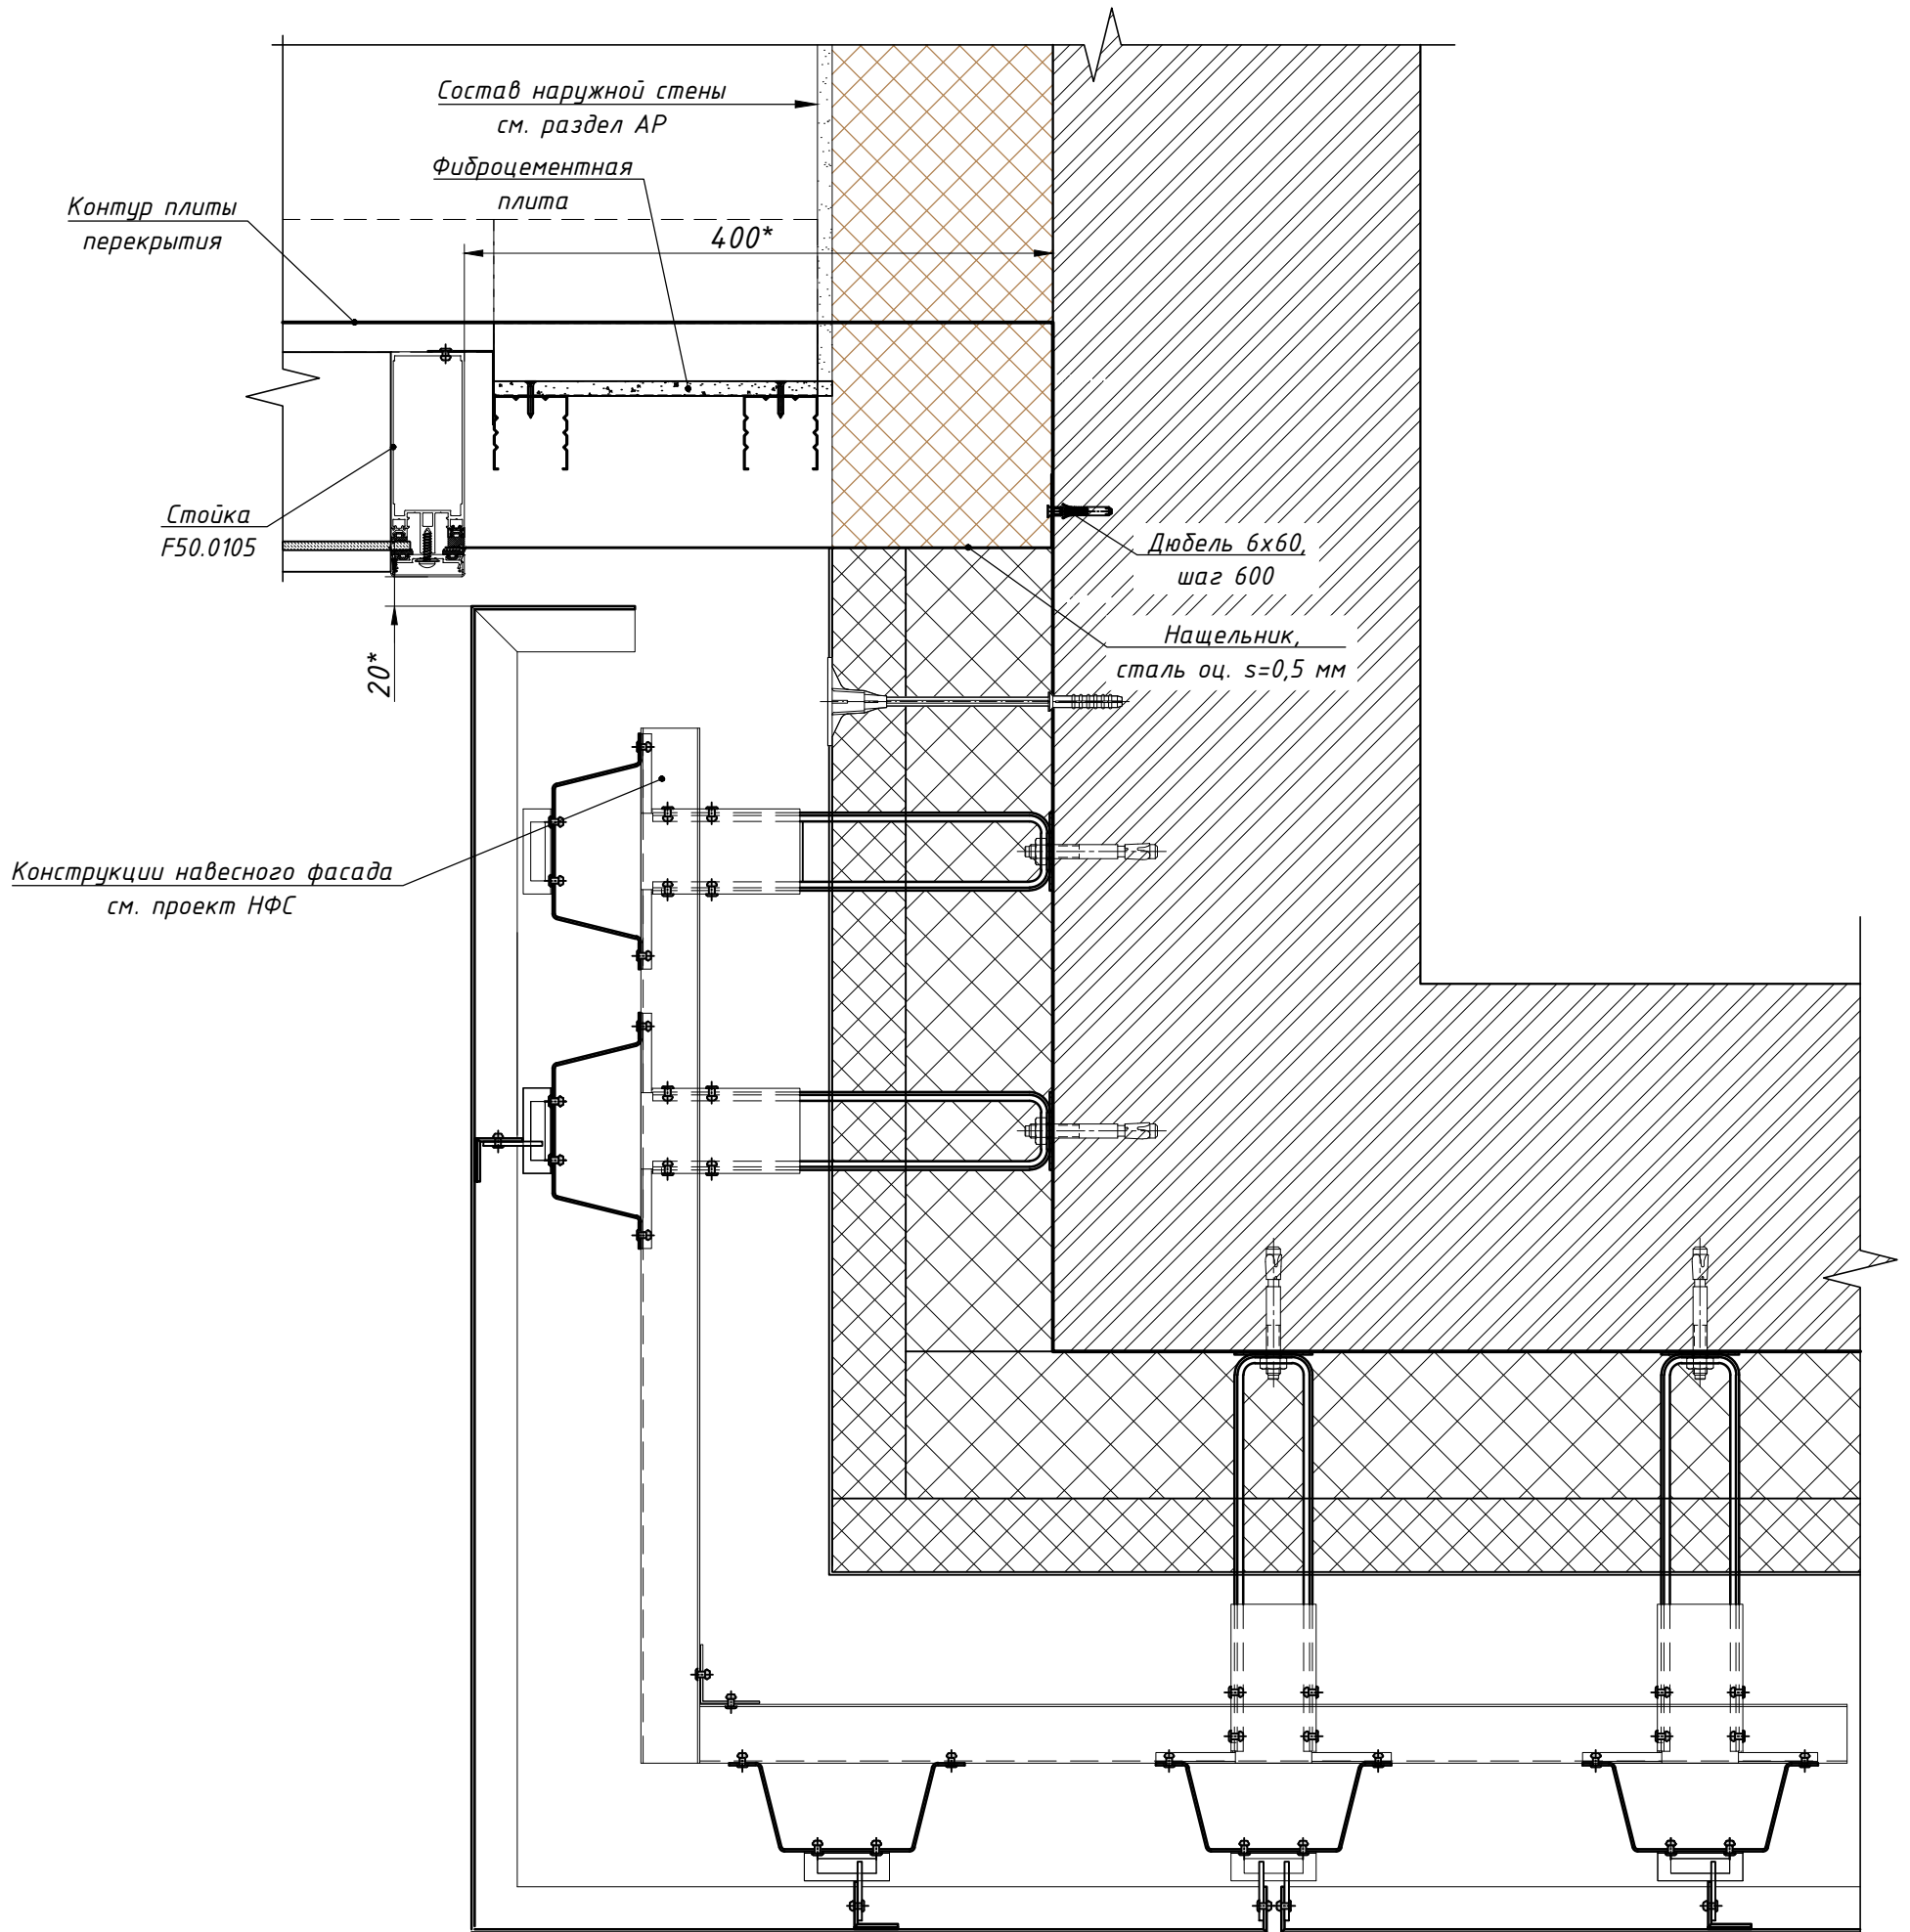 Состав наружной стены
см. раздел АР
Фиброцементная
плита
Контур плиты
перекрытия
400*
Стойка
F50.0105
Дюбель 6х60,
шаг 600
Нащельник,
сталь оц. s=0,5 мм
20*
Конструкции навесного фасада
см. проект НФС